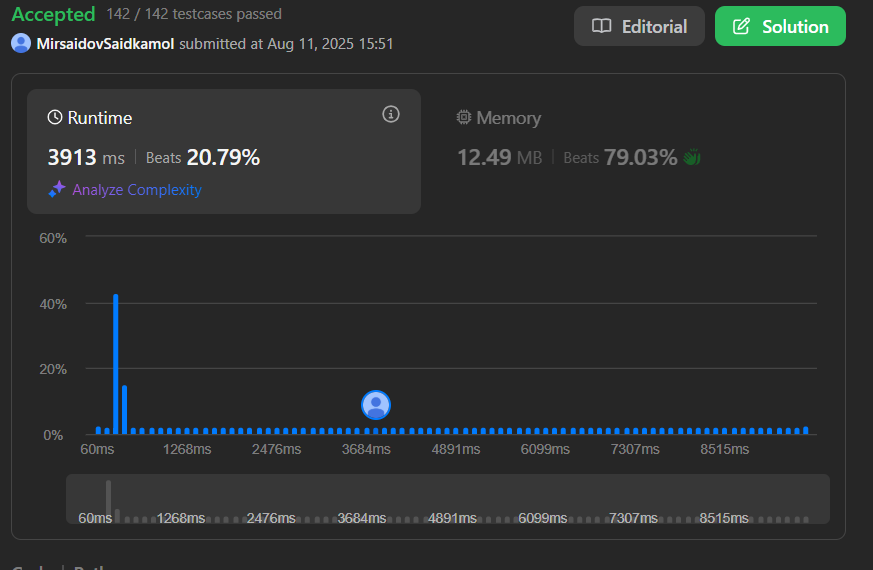 Accepted 142 / 142 testcases passed
MirsaidovSaidkamol submitted at Aug 11, 2025 15:51
Editorial
Solution
Runtime
3913 ms | Beats 20.79%
Analyze Complexity
Memory
12.49 MB | Beats 79.03%
60%
40%
20%
0%
60ms 1268ms 2476ms 3684ms 4891ms 6099ms 7307ms 8515ms
60ms 1268ms 2476ms 3684ms 4891ms 6099ms 7307ms 8515ms